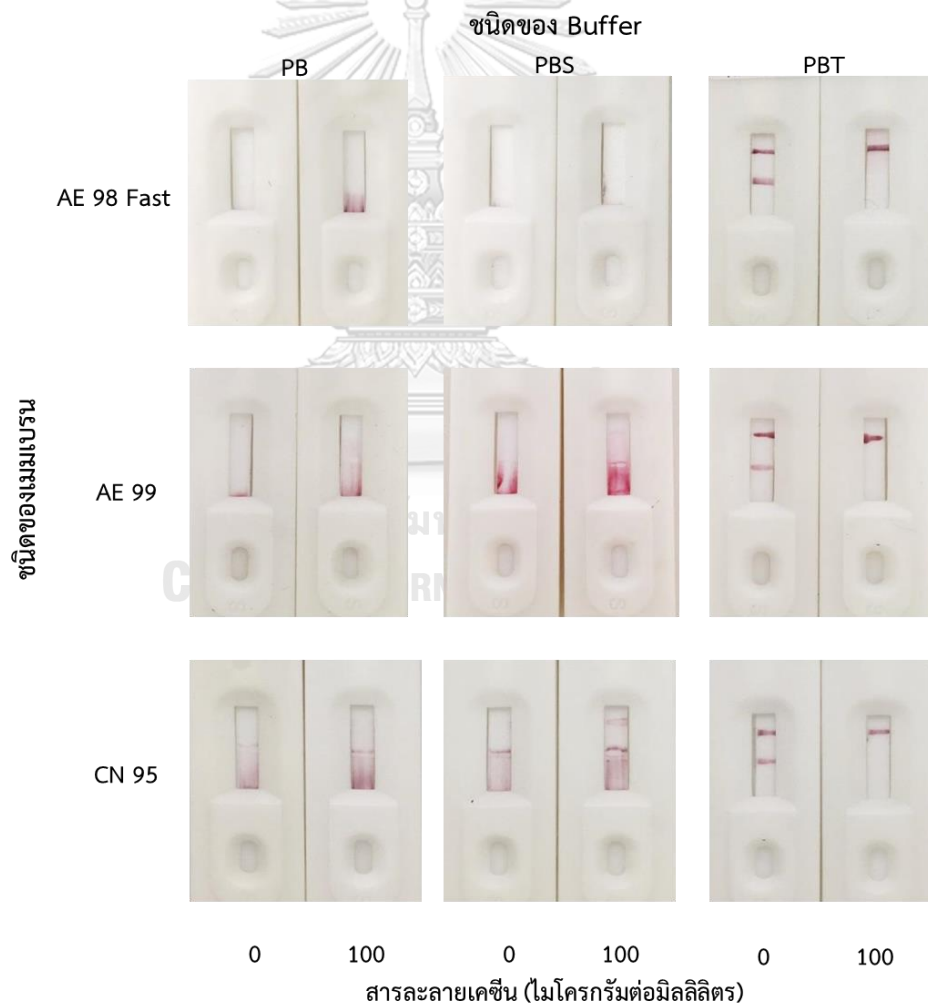 ชนิดของ Buffer
PB
PBS
PBT
AE 98 Fast
AE 99
CN 95
ชนิดของเมมเบรน
0
100
0
100
0
100
สารละลายเคซีน (ไมโครกรัมต่อมิลลิลิตร)